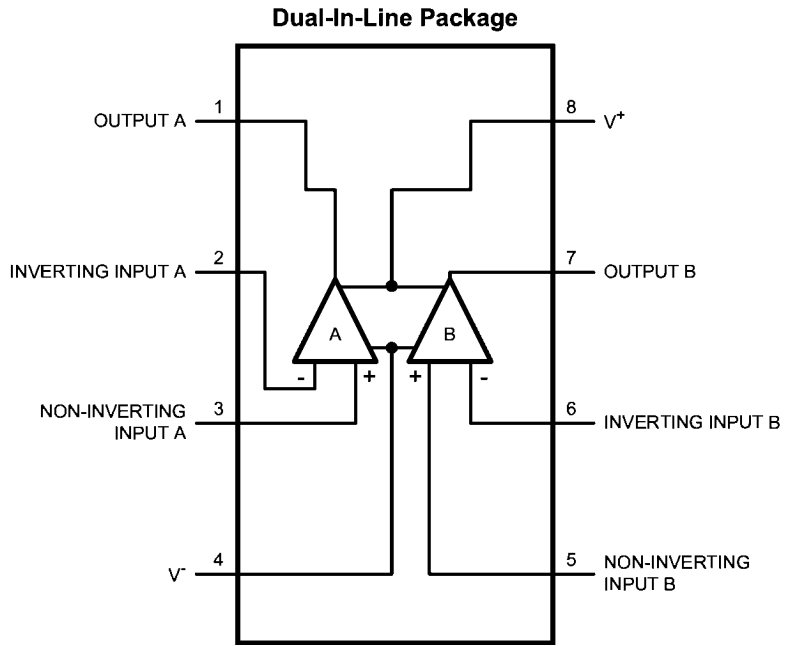 Dual-In-Line Package
1
OUTPUT A
8
V+
2
INVERTING INPUT A
7
OUTPUT B
A
B
-
+
+
-
3
NON-INVERTING
INPUT A
6
INVERTING INPUT B
4
V-
5
NON-INVERTING
INPUT B